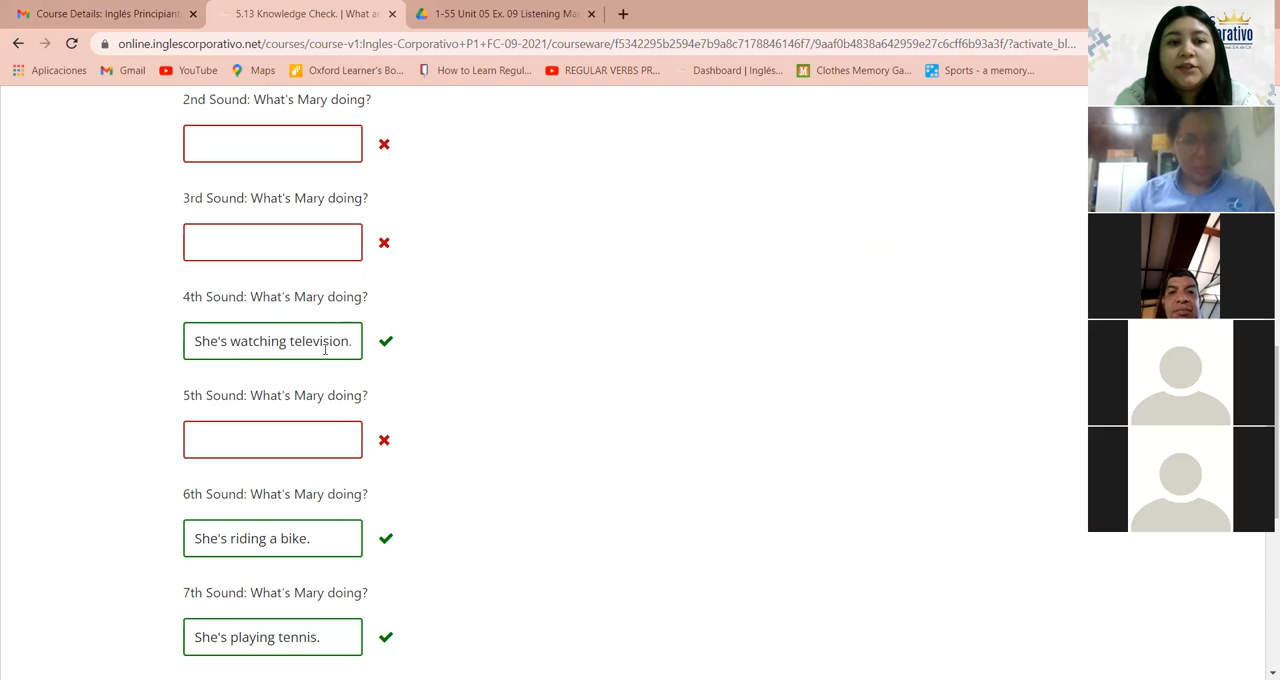 Course Details: Inglés Principiant
5.13 Knowledge Check. | What a
1-55 Unit 05 Ex. 09 Listening Ma
online.inglescorporativo.net/courses/course-v1:Ingles-Corporativo+P1+FC-09-2021/courseware/f5342295b2594e7b9a8c7178846146f7/9aaf0b4838a642959e27c6cff6b93a3f/?activate_bl...
Aplicaciones
Gmail
YouTube
Maps
Oxford Learner's Bo...
How to Learn Regul...
REGULAR VERBS PR...
Dashboard | Inglés...
Clothes Memory Ga...
Sports - a memory...
2nd Sound: What's Mary doing?
3rd Sound: What's Mary doing?
4th Sound: What's Mary doing?
She's watching television.
5th Sound: What's Mary doing?
6th Sound: What's Mary doing?
She's riding a bike.
7th Sound: What's Mary doing?
She's playing tennis.